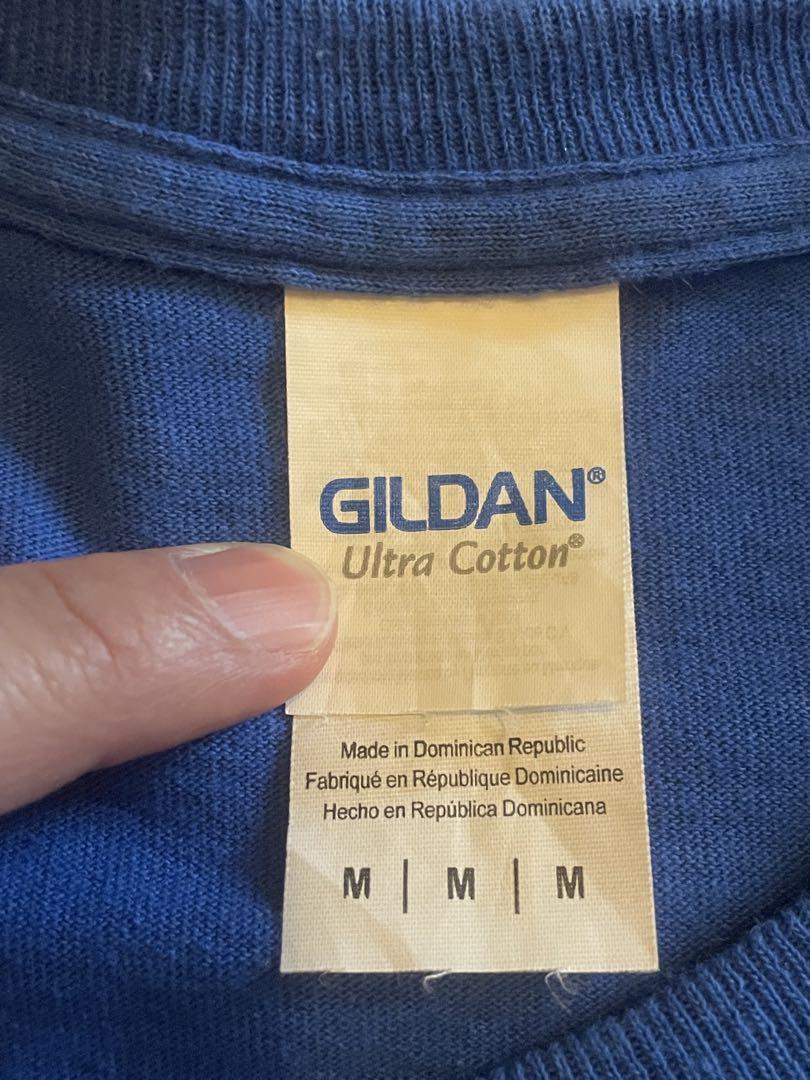 GILDAN®
Ultra Cotton®
Made in Dominican Republic
Fabriqué en République Dominicaine
Hecho en República Dominicana
M | M | M